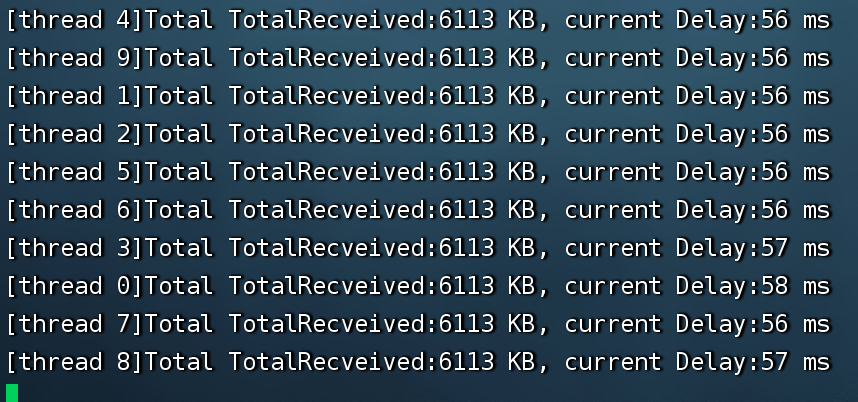 [thread 4]Total TotalRecveived:6113 KB, current Delay:56 ms
[thread 9]Total TotalRecveived:6113 KB, current Delay:56 ms
[thread 1]Total TotalRecveived:6113 KB, current Delay:56 ms
[thread 2]Total TotalRecveived:6113 KB, current Delay:56 ms
[thread 5]Total TotalRecveived:6113 KB, current Delay:56 ms
[thread 6]Total TotalRecveived:6113 KB, current Delay:56 ms
[thread 3]Total TotalRecveived:6113 KB, current Delay:57 ms
[thread 0]Total TotalRecveived:6113 KB, current Delay:58 ms
[thread 7]Total TotalRecveived:6113 KB, current Delay:56 ms
[thread 8]Total TotalRecveived:6113 KB, current Delay:57 ms